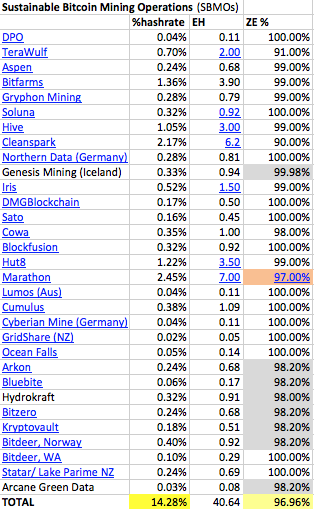 Sustainable Bitcoin Mining Operations (SBMOs)
%hashrate EH ZE %
DPO 0.04% 0.11 100.00%
TeraWulf 0.70% 2.00 91.00%
Aspen 0.24% 0.68 99.00%
Bitfarms 1.36% 3.90 99.00%
Gryphon Mining 0.28% 0.79 99.00%
Soluna 0.32% 0.92 100.00%
Hive 1.05% 3.00 99.00%
Cleanspark 2.17% 6.2 90.00%
Northern Data (Germany) 0.28% 0.81 100.00%
Genesis Mining (Iceland) 0.33% 0.94 99.98%
Iris 0.52% 1.50 99.00%
DMGBlockchain 0.17% 0.50 100.00%
Sato 0.16% 0.45 100.00%
Cowa 0.35% 1.00 98.00%
Blockfusion 0.32% 0.92 100.00%
Hut8 1.22% 3.50 99.00%
Marathon 2.45% 7.00 97.00%
Lumos (Aus) 0.04% 0.11 100.00%
Cumulus 0.38% 1.09 100.00%
Cyberian Mine (Germany) 0.04% 0.11 100.00%
GridShare (NZ) 0.02% 0.05 100.00%
Ocean Falls 0.05% 0.14 100.00%
Arkon 0.24% 0.68 98.20%
Bluebite 0.06% 0.17 98.20%
Hydrokraft 0.32% 0.91 98.20%
Bitzero 0.24% 0.68 98.20%
Kryptovault 0.18% 0.51 98.20%
Bitdeer, Norway 0.40% 0.92 98.20%
Bitdeer, WA 0.10% 0.29 100.00%
Statar/ Lake Parime NZ 0.24% 0.69 100.00%
Arcane Green Data 0.03% 0.08 98.20%
TOTAL 14.28% 40.64 96.96%